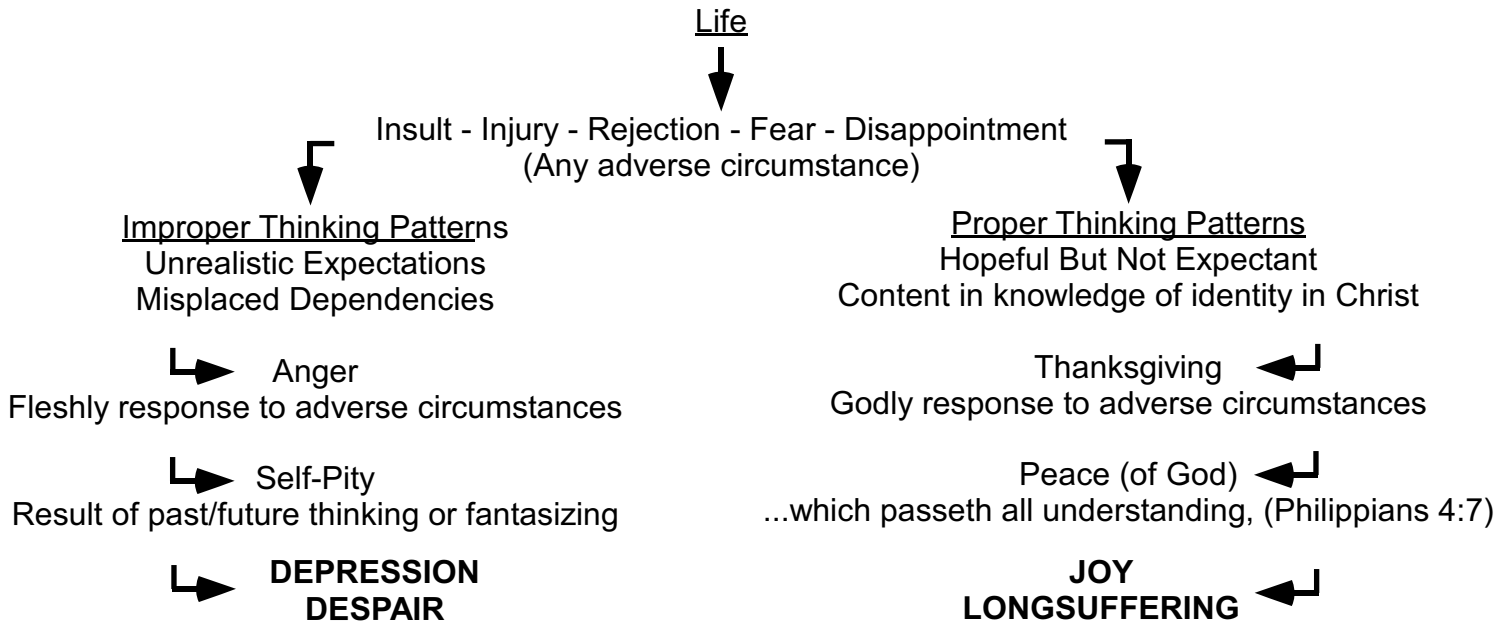 Life
Insult - Injury - Rejection - Fear - Disappointment
(Any adverse circumstance)
Improper Thinking Patterns
Unrealistic Expectations
Misplaced Dependencies
Anger
Fleshly response to adverse circumstances
Self-Pity
Result of past/future thinking or fantasizing
DEPRESSION
DESPAIR
Proper Thinking Patterns
Hopeful But Not Expectant
Content in knowledge of identity in Christ
Thanksgiving
Godly response to adverse circumstances
Peace (of God)
...which passeth all understanding, (Philippians 4:7)
JOY
LONGSUFFERING